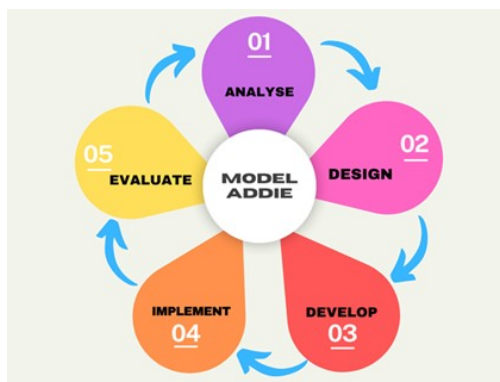 01
ANALYSE
02
DESIGN
03
DEVELOP
04
IMPLEMENT
05
EVALUATE
MODEL
ADDIE